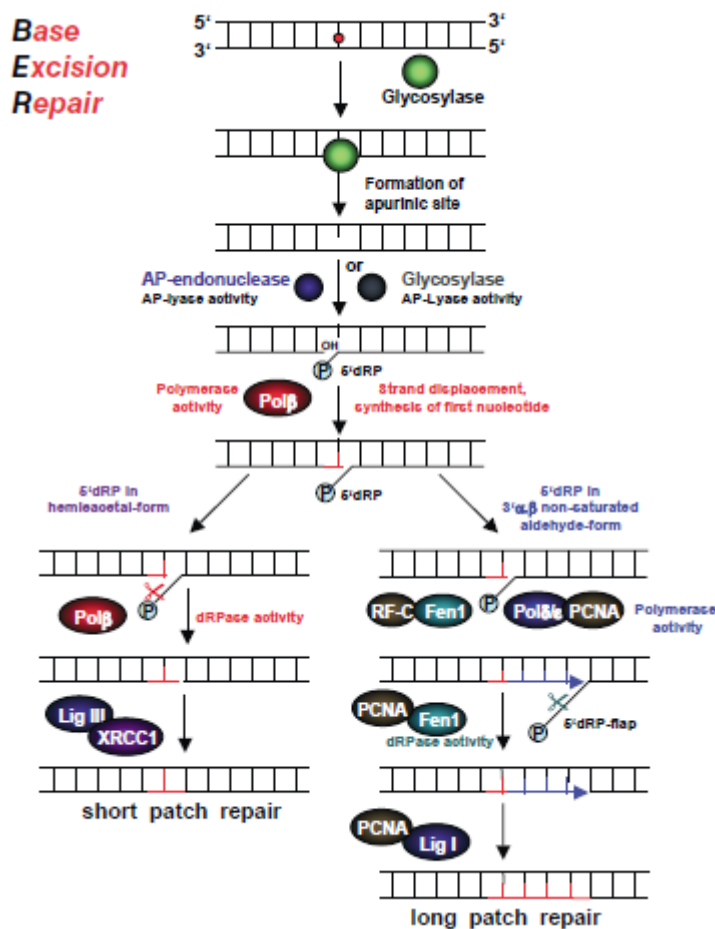 Base
Excision
Repair
5‘ 3‘
3‘ 5‘
Glycosylase
Formation of
apurinic site
or
AP-endonuclease
AP-lyase activity
Glycosylase
AP-Lyase activity
OH
P 5‘dRP
Polymerase
activity
Polβ
Strand displacement,
synthesis of first nucleotide
P 5‘dRP
5‘dRP in
hemieacetal-form
5‘dRP in
3‘α,β non-saturated
aldehyde-form
P
Polβ
dRPase activity
Lig III
XRCC1
short patch repair
RF-C Fen1 P Polδ/ε PCNA
Polymerase
activity
PCNA
Fen1
dRPase activity
P 5‘dRP-flap
PCNA
Lig I
long patch repair